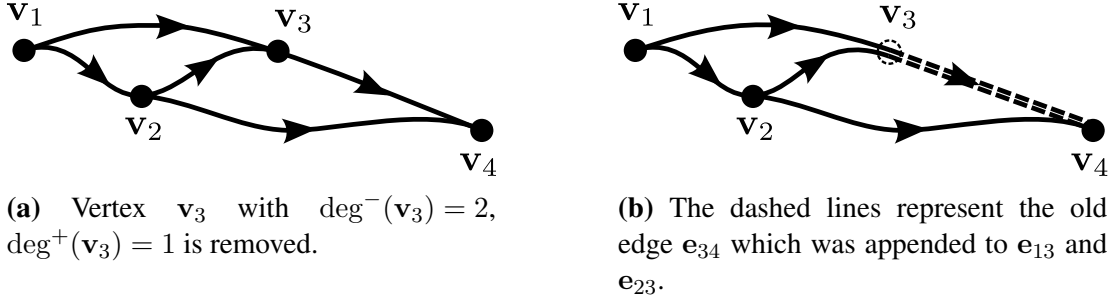 v₁
v₃
v₂
v₄
(a) Vertex v₃ with deg⁻(v₃) = 2,
deg⁺(v₃) = 1 is removed.
v₁
v₃
v₂
v₄
(b) The dashed lines represent the old
edge e₃₄ which was appended to e₁₃ and
e₂₃.